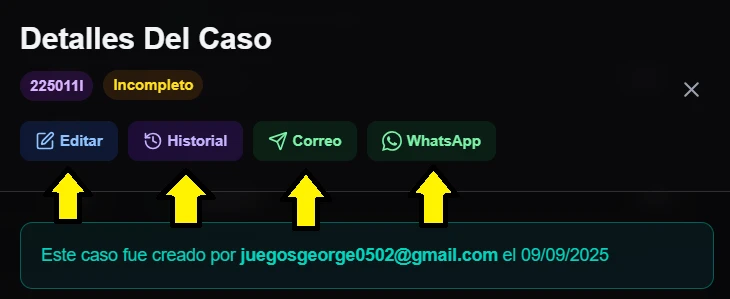 Detalles Del Caso
225011I Incompleto
Editar Historial Correo WhatsApp
Este caso fue creado por juegosgeorge0502@gmail.com el 09/09/2025